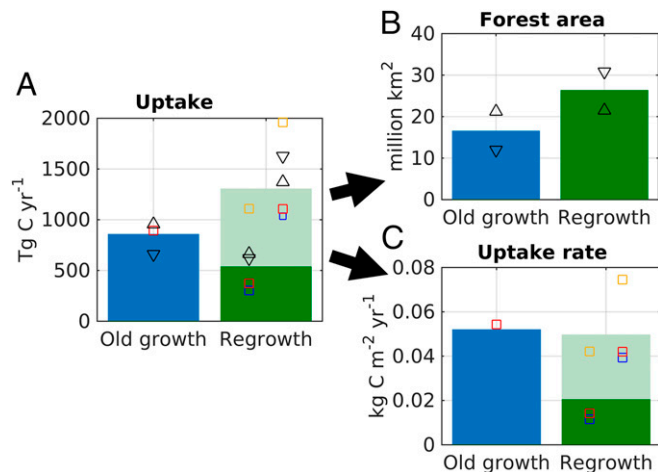 A
Uptake
Tg C yr-1
2000
1500
1000
500
0
Old growth
Regrowth
B
Forest area
million km2
40
30
20
10
0
Old growth
Regrowth
C
Uptake rate
kg C m-2 yr-1
0.08
0.06
0.04
0.02
0
Old growth
Regrowth